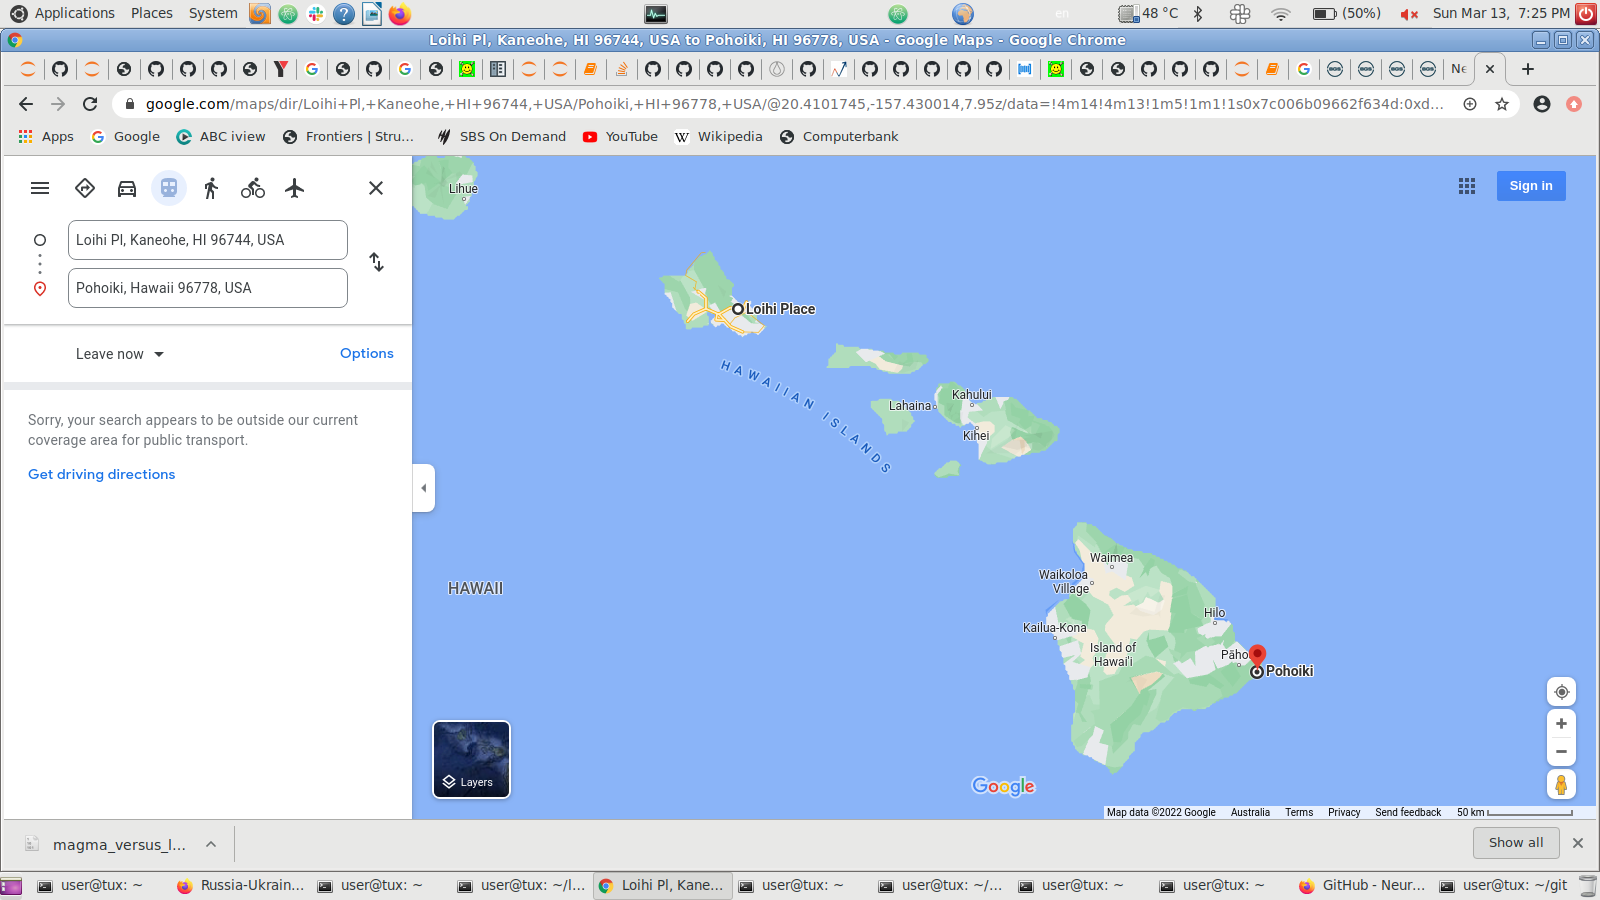 Applications Places System
48 °C
(50%)
Sun Mar 13, 7:25 PM
en
Loihi Pl, Kaneohe, HI 96744, USA to Pohoiki, HI 96778, USA - Google Maps - Google Chrome
google.com/maps/dir/Loihi+Pl,+Kaneohe,+HI+96744,+USA/Pohoiki,+HI+96778,+USA/@20.4101745,-157.430014,7.95z/data=!4m14!4m13!1m5!1m1!1s0x7c006b09662f634d:0xd...
Apps Google ABC iview Frontiers | Stru... SBS On Demand YouTube Wikipedia Computerbank
Loihi Pl, Kaneohe, HI 96744, USA
Pohoiki, Hawaii 96778, USA
Leave now
Options
Sorry, your search appears to be outside our current
coverage area for public transport.
Get driving directions
Lihue
Sign in
Loihi Place
HAWAIIAN ISLANDS
Kahului
Lahaina
Kihei
HAWAII
Waimea
Waikoloa
Village
Hilo
Kailua-Kona
Island of
Hawai'i
Pāho
Pohoiki
Layers
Google
Map data ©2022 Google Australia Terms Privacy Send feedback 50 km
magma_versus_l...
Show all
user@tux: ~
Russia-Ukrain...
user@tux: ~
user@tux: ~/l...
Loihi Pl, Kane...
user@tux: ~
user@tux: ~/...
user@tux: ~
user@tux: ~
GitHub - Neur...
user@tux: ~/git